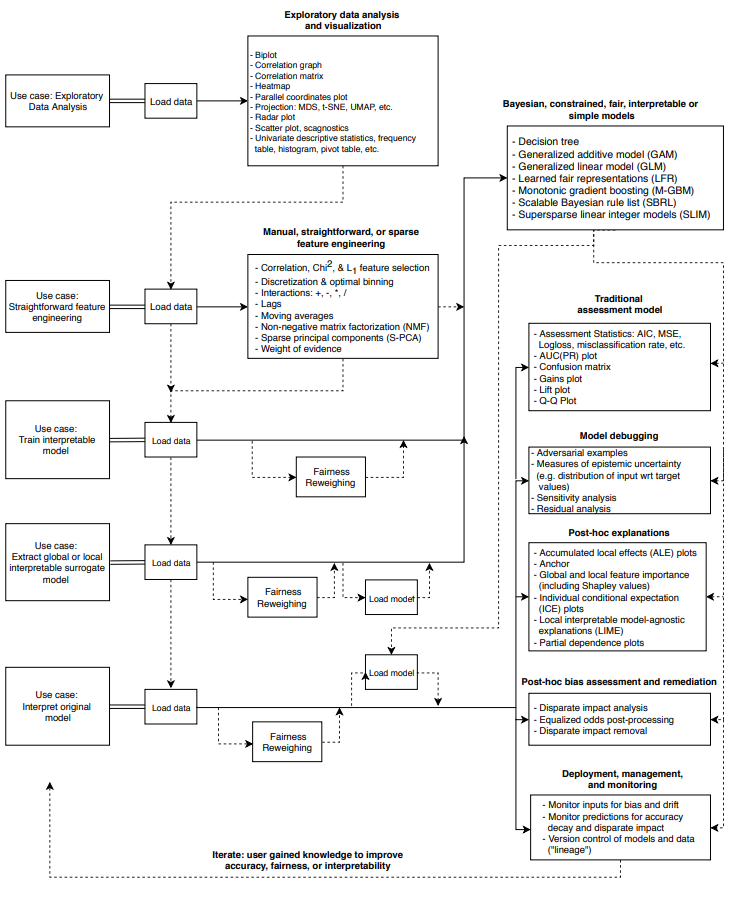 Exploratory data analysis
and visualization
Use case: Exploratory
Data Analysis
Load data
- Biplot
- Correlation graph
- Correlation matrix
- Heatmap
- Parallel coordinates plot
- Projection: MDS, t-SNE, UMAP, etc.
- Radar plot
- Scatter plot, scagnostics
- Univariate descriptive statistics, frequency
table, histogram, pivot table, etc.
Bayesian, constrained, fair, interpretable or
simple models
- Decision tree
- Generalized additive model (GAM)
- Generalized linear model (GLM)
- Learned fair representations (LFR)
- Monotonic gradient boosting (M-GBM)
- Scalable Bayesian rule list (SBRL)
- Supersparse linear integer models (SLIM)
Manual, straightforward, or sparse
feature engineering
Use case:
Straightforward feature
engineering
Load data
- Correlation, Chi2, & L1 feature selection
- Discretization & optimal binning
- Interactions: +, -, *, /
- Lags
- Moving averages
- Non-negative matrix factorization (NMF)
- Sparse principal components (S-PCA)
- Weight of evidence
Traditional
assessment model
- Assessment Statistics: AIC, MSE,
Logloss, misclassification rate, etc.
- AUC(PR) plot
- Confusion matrix
- Gains plot
- Lift plot
- Q-Q Plot
Use case:
Train interpretable
model
Load data
Fairness
Reweighing
Model debugging
- Adversarial examples
- Measures of epistemic uncertainty
(e.g. distribution of input wrt target
values)
- Sensitivity analysis
- Residual analysis
Use case:
Extract global or local
interpretable surrogate
model
Load data
Fairness
Reweighing
Load model
Post-hoc explanations
- Accumulated local effects (ALE) plots
- Anchor
- Global and local feature importance
(including Shapley values)
- Individual conditional expectation
(ICE) plots
- Local interpretable model-agnostic
explanations (LIME)
- Partial dependence plots
Use case:
Interpret original
model
Load data
Load model
Fairness
Reweighing
Post-hoc bias assessment and remediation
- Disparate impact analysis
- Equalized odds post-processing
- Disparate impact removal
Deployment, management,
and monitoring
- Monitor inputs for bias and drift
- Monitor predictions for accuracy
decay and disparate impact
- Version control of models and data
("lineage")
Iterate: user gained knowledge to improve
accuracy, fairness, or interpretability